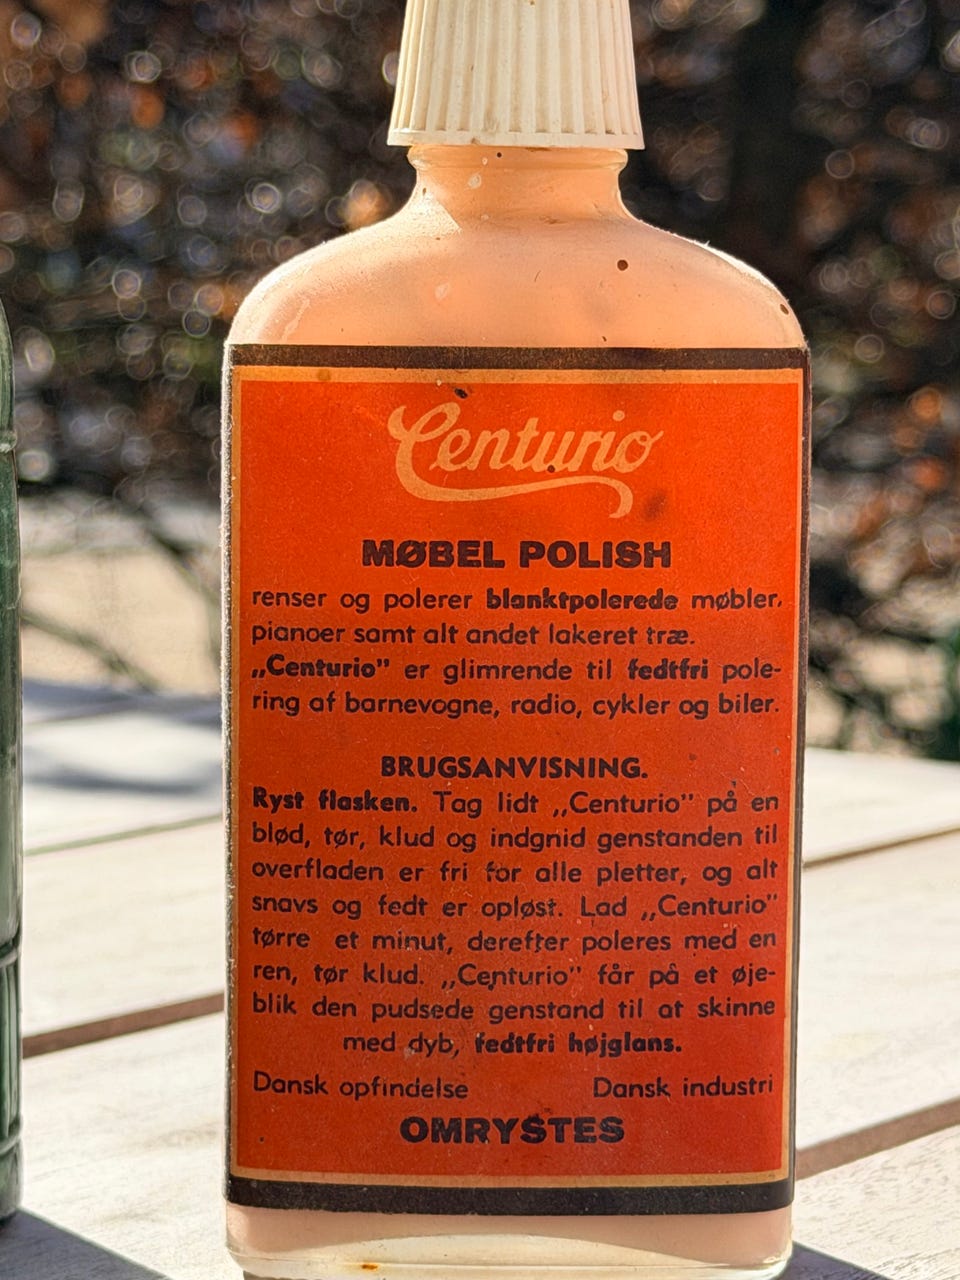 Centurio
MØBEL POLISH
renser og polerer blanktpolerede møbler,
pianoer samt alt andet lakeret træ.
„Centurio” er glimrende til fedtfri pole-
ring af barnevogne, radio, cykler og biler.
BRUGSANVISNING.
Ryst flasken. Tag lidt „Centurio” på en
blød, tør, klud og indgnid genstanden til
overfladen er fri for alle pletter, og alt
snavs og fedt er opløst. Lad „Centurio”
tørre et minut, derefter poleres med en
ren, tør klud. „Centurio” får på et øje-
blik den pudsede genstand til at skinne
med dyb, fedtfri højglans.
Dansk opfindelse Dansk industri
OMRYSTES